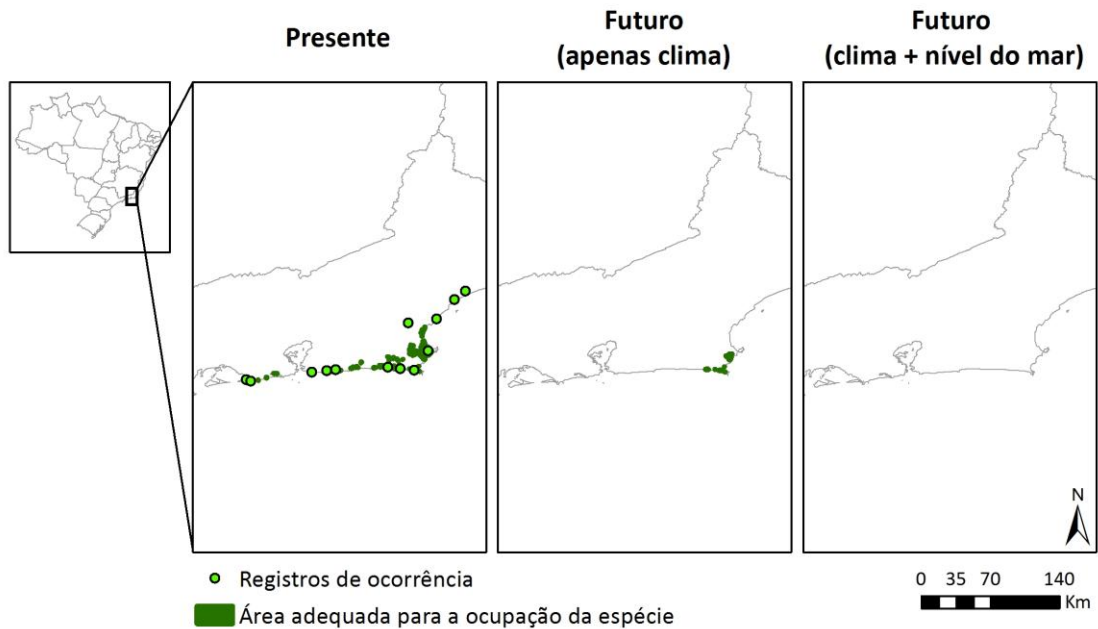 Presente
Futuro
(apenas clima)
Futuro
(clima + nível do mar)
N
Registros de ocorrência
Área adequada para a ocupação da espécie
0 35 70 140
Km